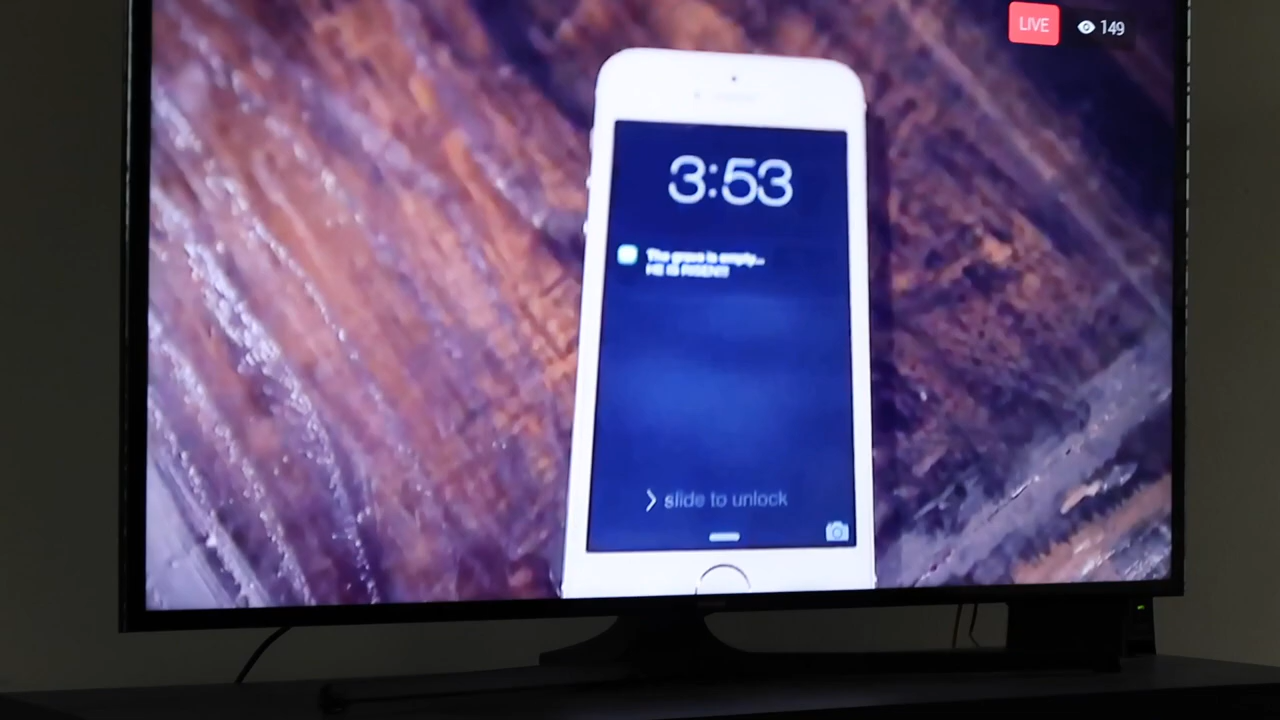 LIVE 149
3:53
The grave is empty...
HE IS RISEN!!!
slide to unlock